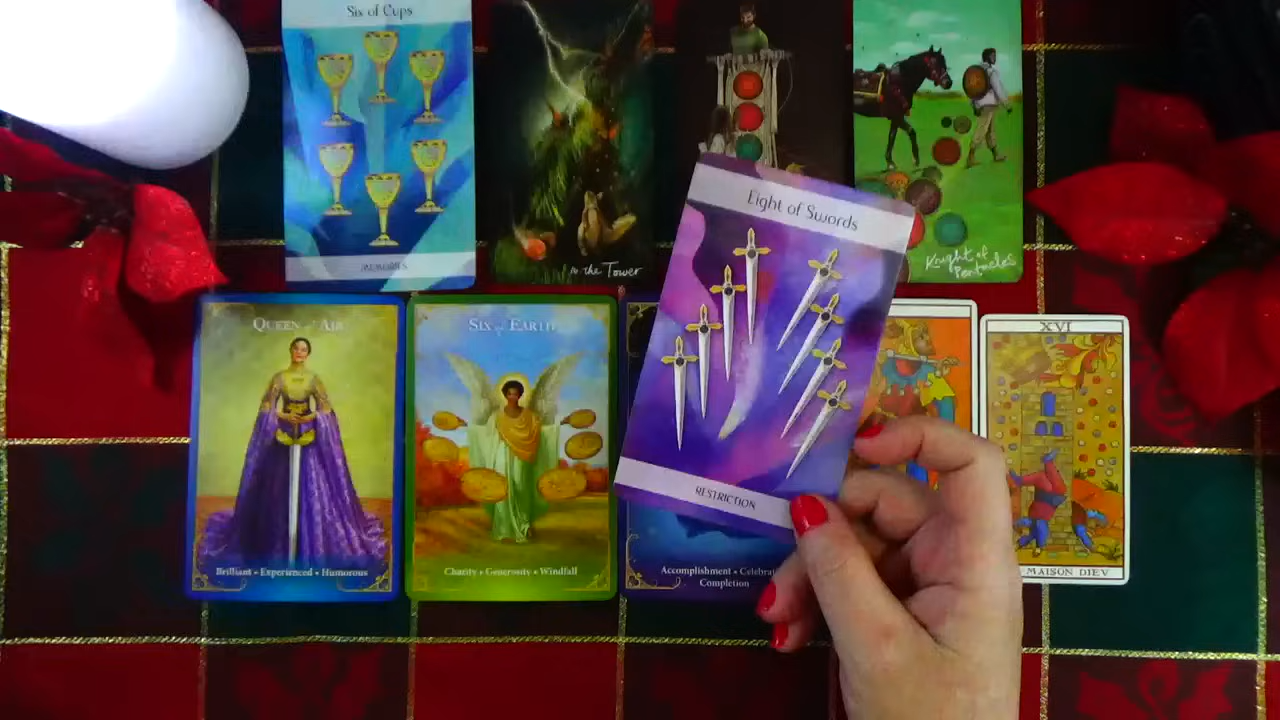 Six of Cups
MEMORIES
the Tower
Knight of
Pentacles
Eight of Swords
RESTRICTION
QUEEN of AIR
Brilliant • Experienced • Humorous
SIX of EARTH
Charity • Generosity • Windfall
Accomplishment •
Completion
XVI
MAISON DIEV